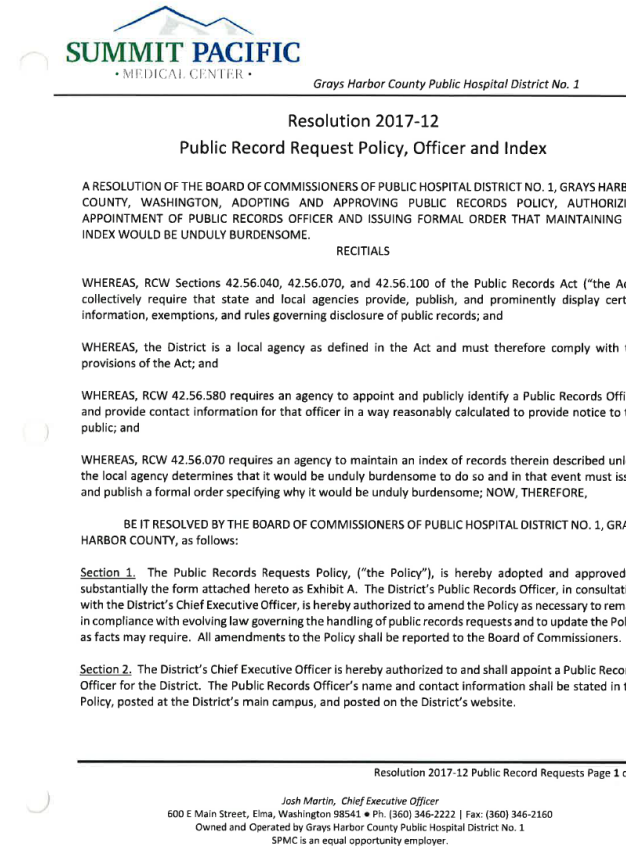 SUMMIT PACIFIC
• MEDICAL CENTER •
Grays Harbor County Public Hospital District No. 1
Resolution 2017-12
Public Record Request Policy, Officer and Index
A RESOLUTION OF THE BOARD OF COMMISSIONERS OF PUBLIC HOSPITAL DISTRICT NO. 1, GRAYS HARB
COUNTY, WASHINGTON, ADOPTING AND APPROVING PUBLIC RECORDS POLICY, AUTHORIZI
APPOINTMENT OF PUBLIC RECORDS OFFICER AND ISSUING FORMAL ORDER THAT MAINTAINING
INDEX WOULD BE UNDULY BURDENSOME.
RECITIALS
WHEREAS, RCW Sections 42.56.040, 42.56.070, and 42.56.100 of the Public Records Act ("the Ac
collectively require that state and local agencies provide, publish, and prominently display cert
information, exemptions, and rules governing disclosure of public records; and
WHEREAS, the District is a local agency as defined in the Act and must therefore comply with t
provisions of the Act; and
WHEREAS, RCW 42.56.580 requires an agency to appoint and publicly identify a Public Records Offi
and provide contact information for that officer in a way reasonably calculated to provide notice to t
public; and
WHEREAS, RCW 42.56.070 requires an agency to maintain an index of records therein described unl
the local agency determines that it would be unduly burdensome to do so and in that event must iss
and publish a formal order specifying why it would be unduly burdensome; NOW, THEREFORE,
BE IT RESOLVED BY THE BOARD OF COMMISSIONERS OF PUBLIC HOSPITAL DISTRICT NO. 1, GRA
HARBOR COUNTY, as follows:
Section 1. The Public Records Requests Policy, ("the Policy"), is hereby adopted and approved
substantially the form attached hereto as Exhibit A. The District's Public Records Officer, in consultati
with the District's Chief Executive Officer, is hereby authorized to amend the Policy as necessary to rem
in compliance with evolving law governing the handling of public records requests and to update the Pol
as facts may require. All amendments to the Policy shall be reported to the Board of Commissioners.
Section 2. The District's Chief Executive Officer is hereby authorized to and shall appoint a Public Reco
Officer for the District. The Public Records Officer's name and contact information shall be stated in t
Policy, posted at the District's main campus, and posted on the District's website.
Resolution 2017-12 Public Record Requests Page 1 o
Josh Martin, Chief Executive Officer
600 E Main Street, Elma, Washington 98541 • Ph. (360) 346-2222 | Fax: (360) 346-2160
Owned and Operated by Grays Harbor County Public Hospital District No. 1
SPMC is an equal opportunity employer.